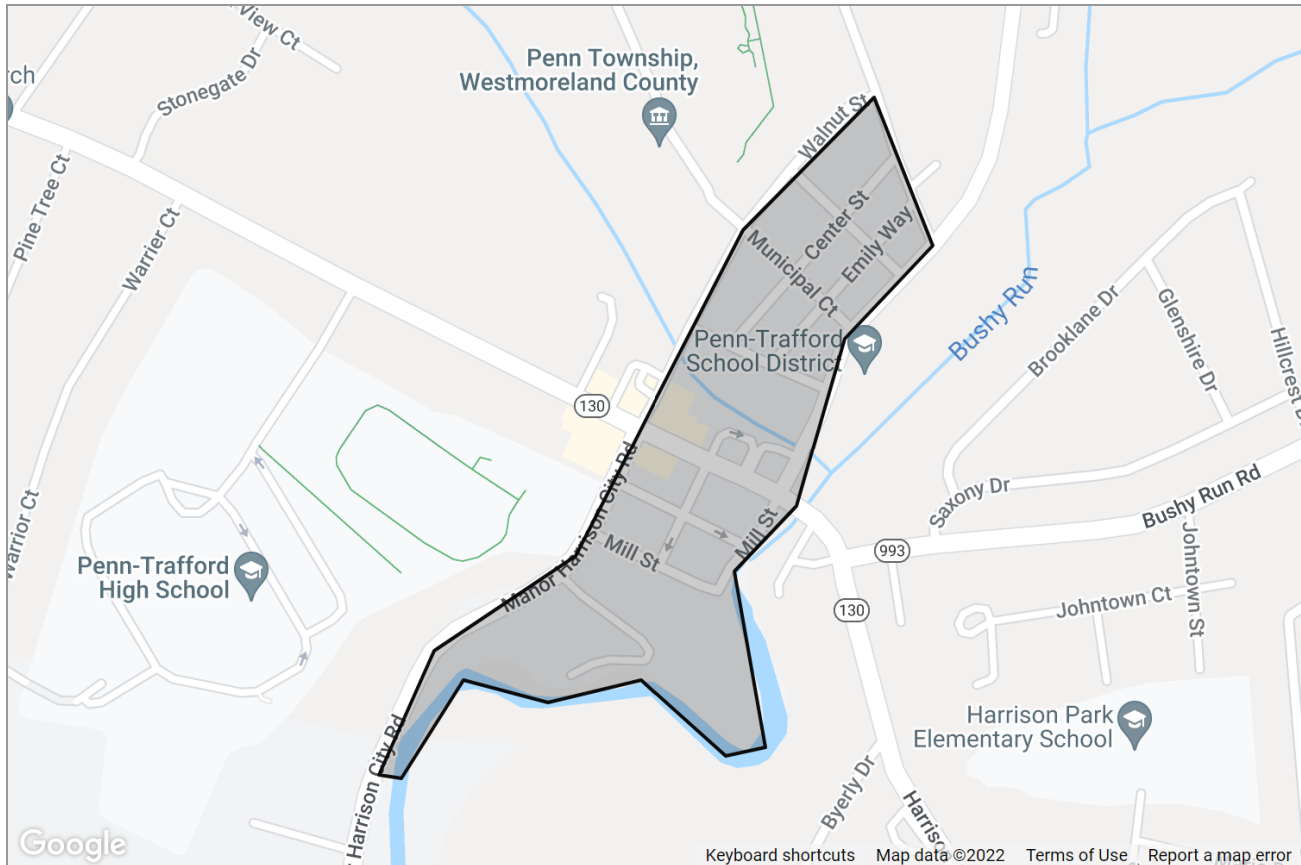 View Ct
Stonegate Dr
Penn Township,
Westmoreland County
Walnut St
rch
Pine Tree Ct
Warrier Ct
Center St
Emily Way
Municipal Ct
Bushy Run
Brooklane Dr
Glenshire Dr
Hillcrest D
Penn-Trafford
School District
130
Manor Harrison City Rd
Saxony Dr
Bushy Run Rd
Warrior Ct
Mill St
Mill St
993
Johntown St
Penn-Trafford
High School
130
Johntown Ct
Harrison City Rd
Harrison Park
Elementary School
Byerly Dr
Harrison
Google
Keyboard shortcuts
Map data ©2022
Terms of Use
Report a map error